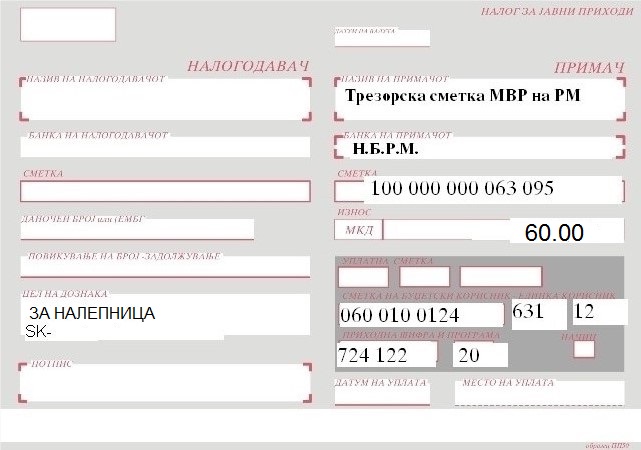 НАЛОГ ЗА ЈАВНИ ПРИХОДИ
ДАТУМ НА ВАЛУТА
НАЛОГОДАВАЧ
НАЗИВ НА НАЛОГОДАВАЧОТ
БАНКА НА НАЛОГОДАВАЧОТ
СМЕТКА
ДАНОЧЕН БРОЈ или (ЕМБГ
ПОВИКУВАЊЕ НА БРОЈ -ЗАДОЛЖУВАЊЕ
ЦЕЛ НА ДОЗНАКА
ЗА НАЛЕПНИЦА
SK-
ПОТПИС
ПРИМАЧ
НАЗИВ НА ПРИМАЧОТ
Трезорска сметка МВР на РМ
БАНКА НА ПРИМАЧОТ
Н.Б.Р.М.
СМЕТКА
100 000 000 063 095
ИЗНОС
МКД 60.00
УПЛАТНА СМЕТКА
СМЕТКА НА БУЏЕТСКИ КОРИСНИК - ЕДИНКА КОРИСНИК
060 010 0124 631 12
ПРИХОДНА ШИФРА И ПРОГРАМА НАЧИН
724 122 20
ДАТУМ НА УПЛАТА МЕСТО НА УПЛАТА
образец ПП50